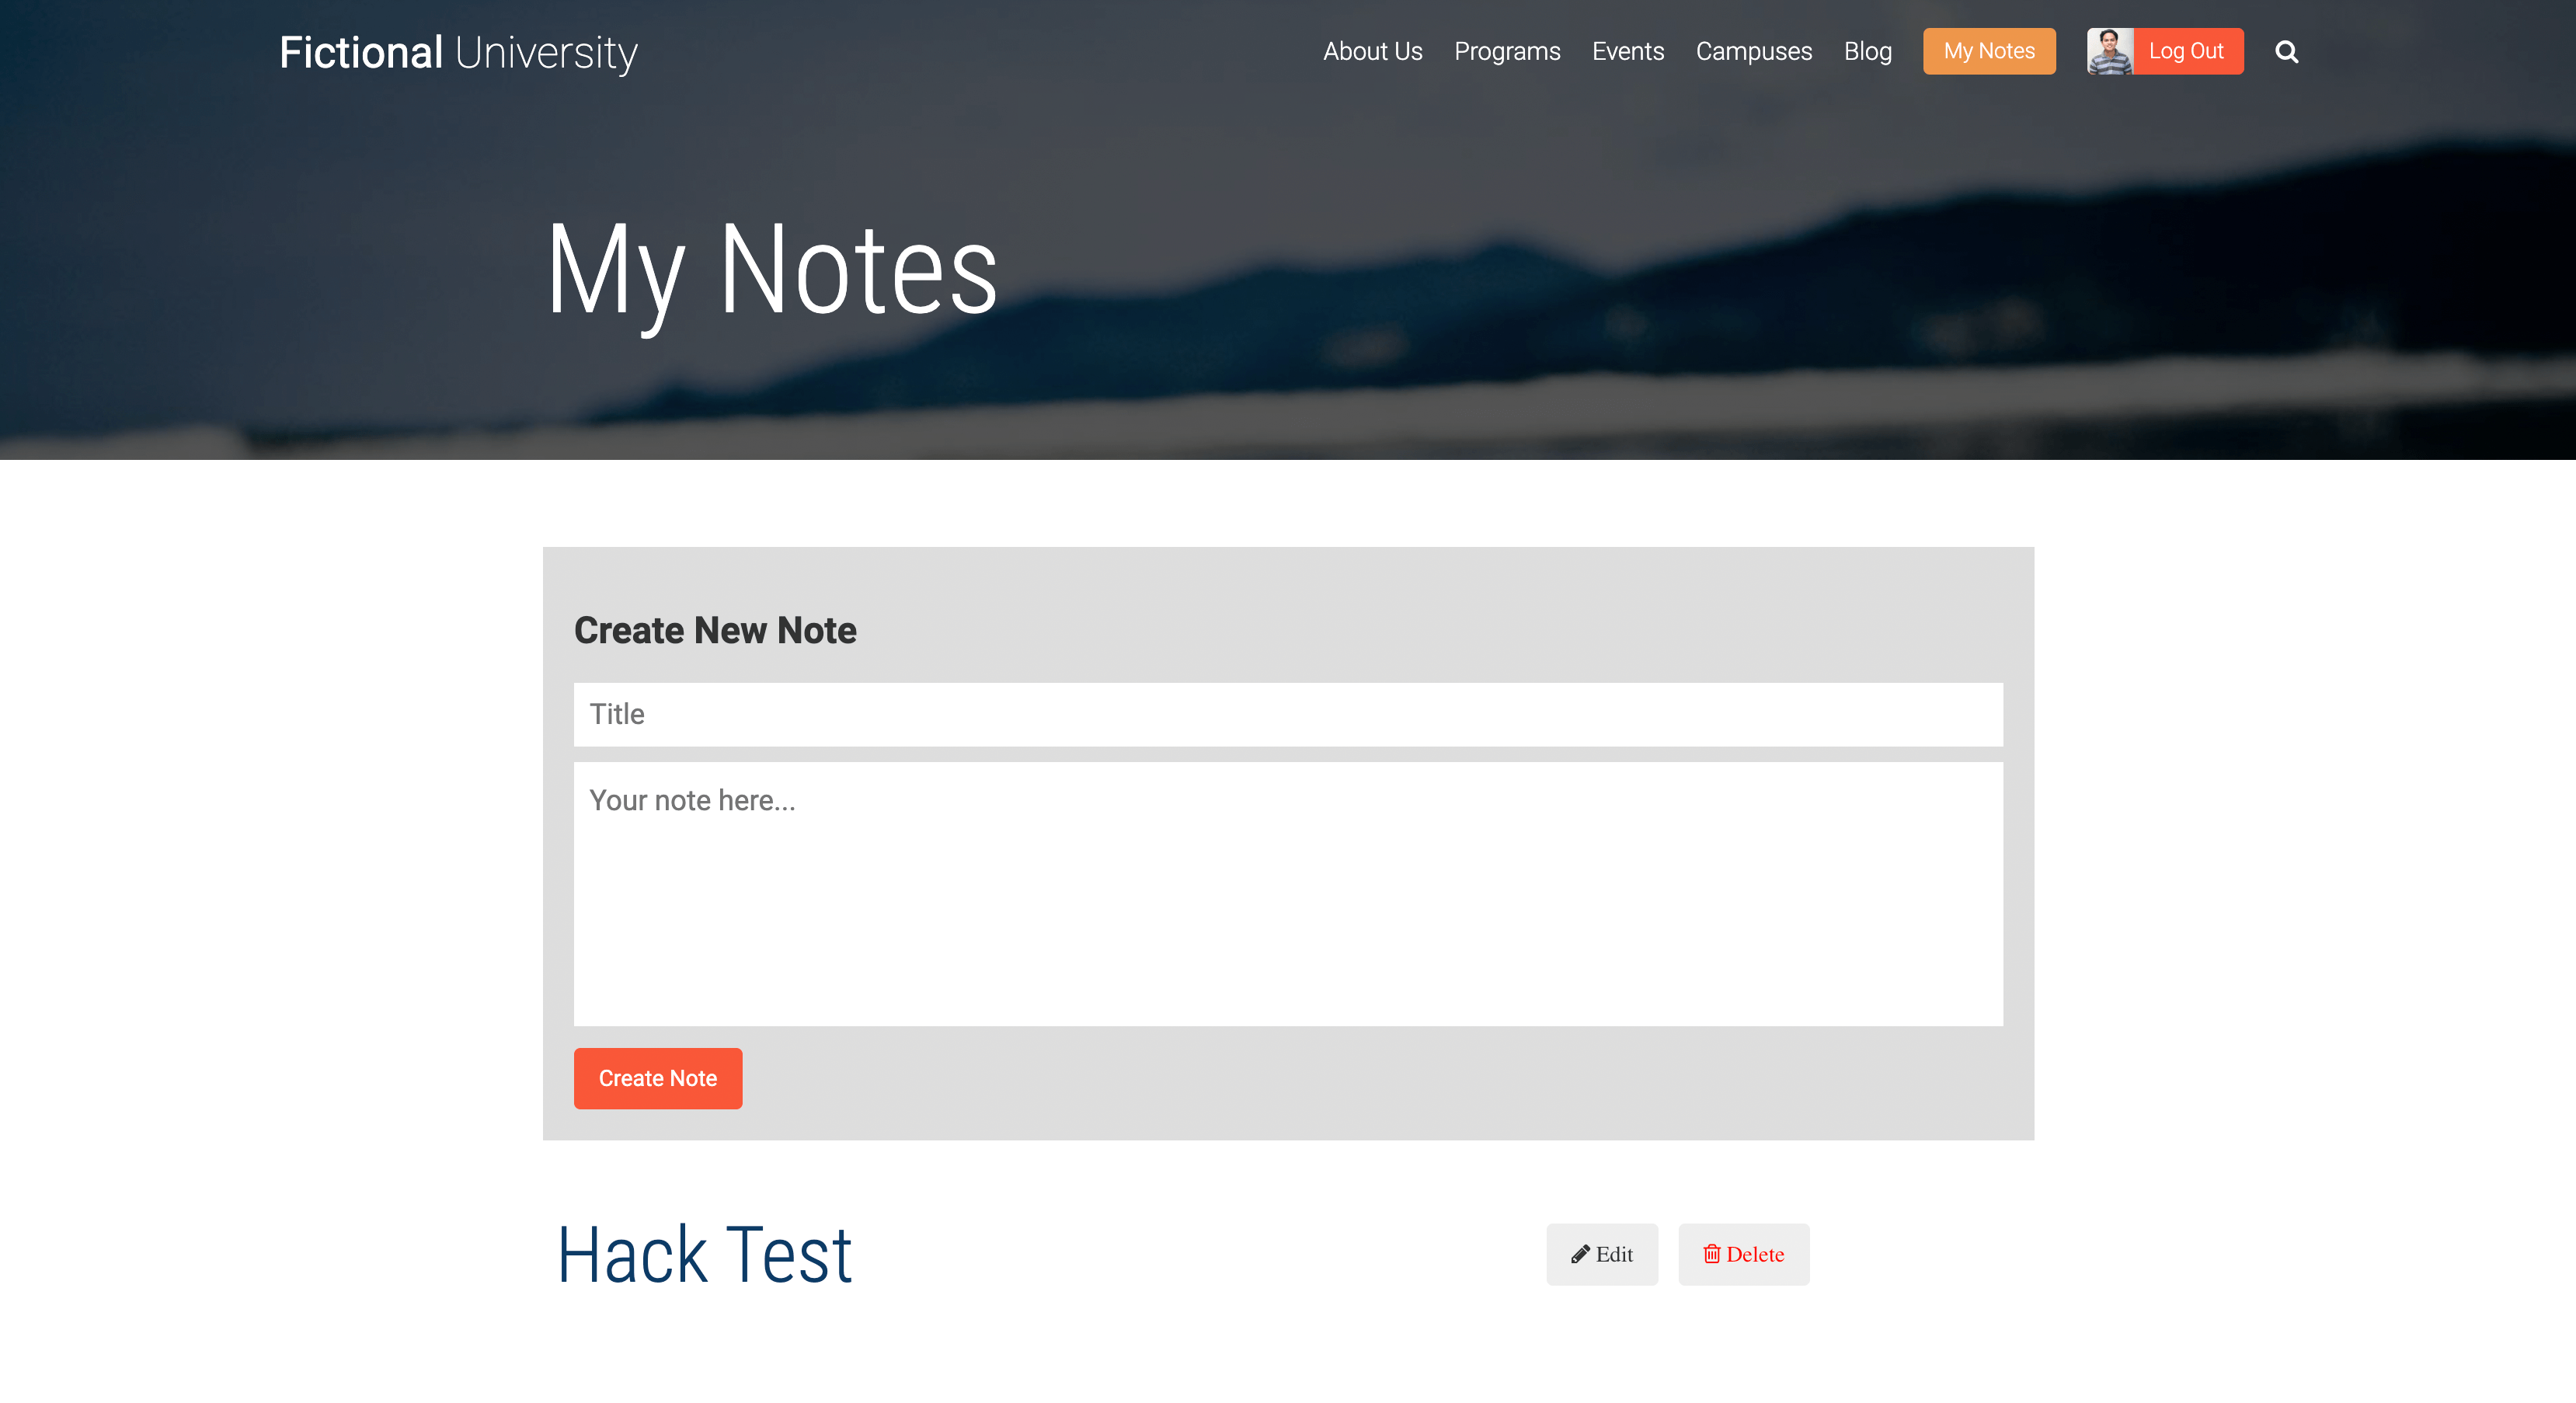 Fictional University
About Us Programs Events Campuses Blog My Notes Log Out
My Notes
Create New Note
Title
Your note here...
Create Note
Hack Test
Edit Delete